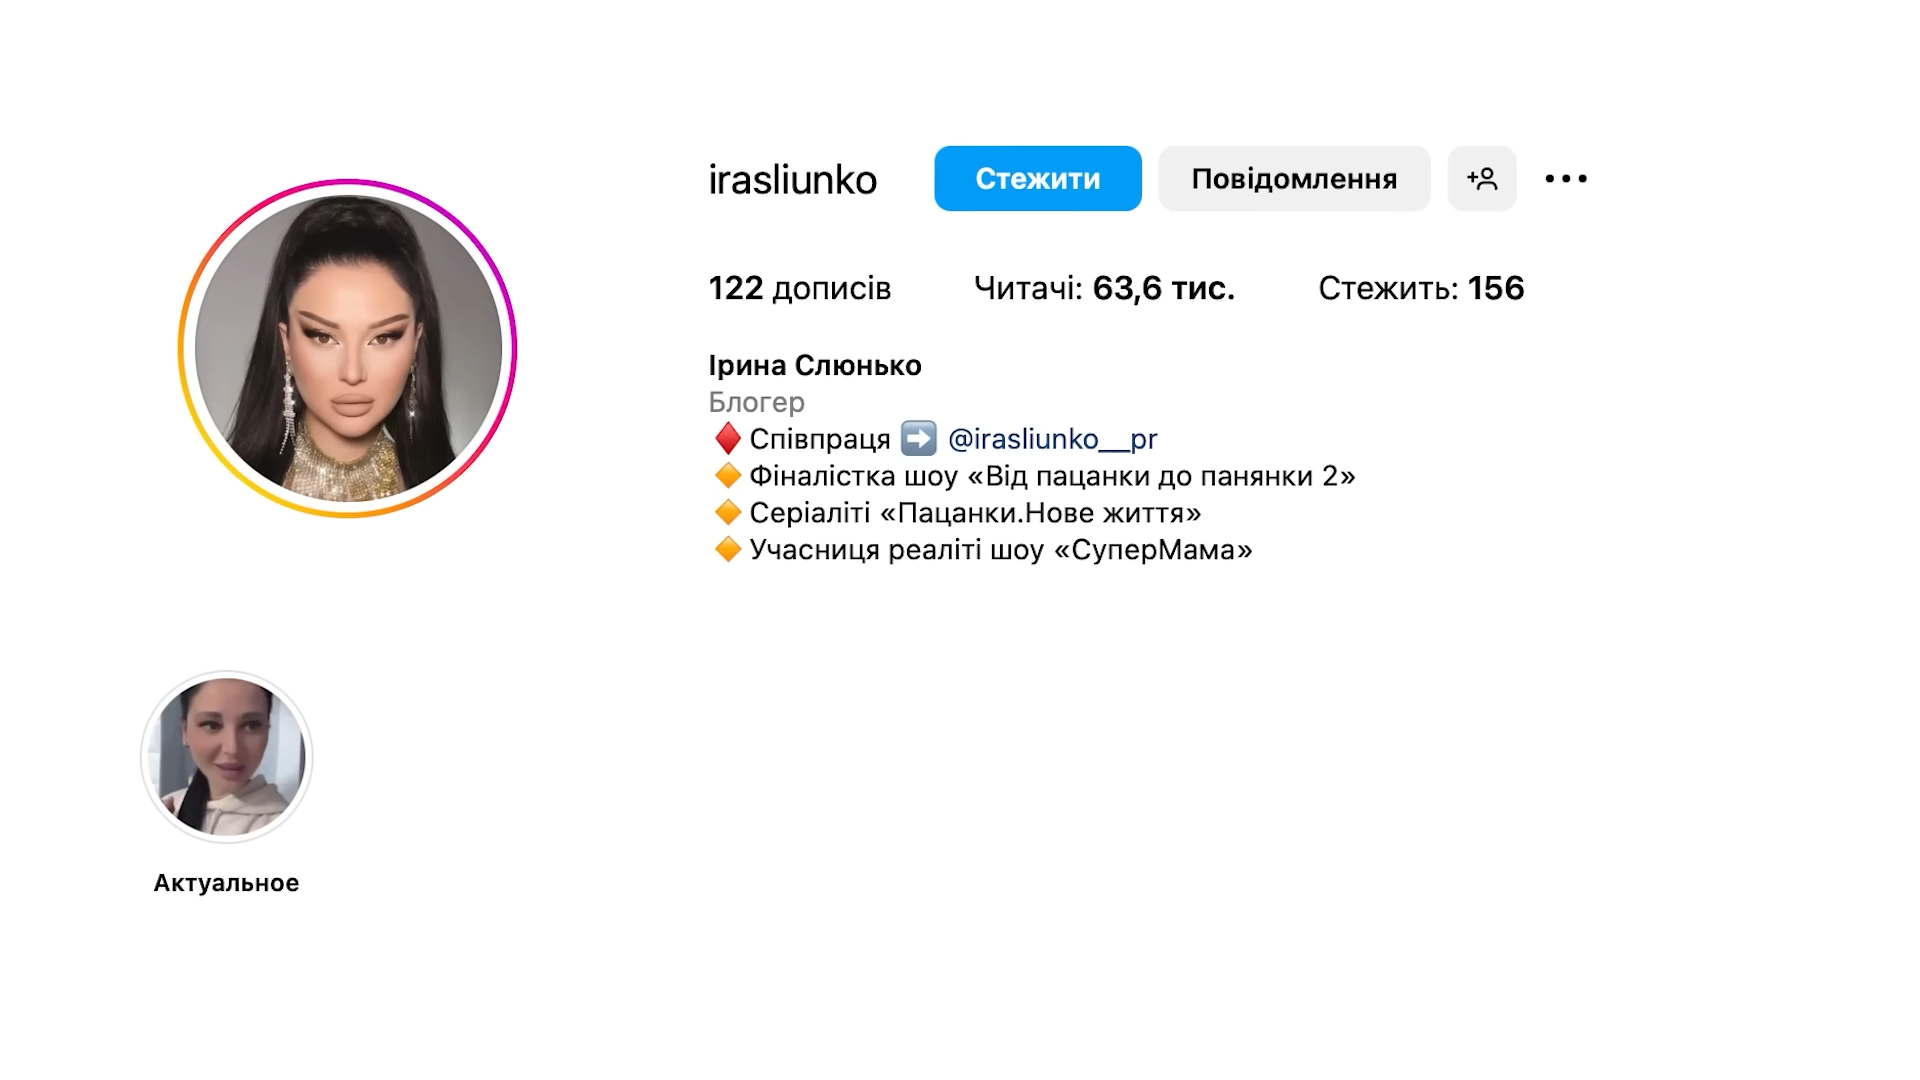 irasliunko Стежити Повідомлення
122 дописів Читачі: 63,6 тис. Стежить: 156
Ірина Слюнько
Блогер
♦️ Співпраця ➡️ @irasliunko__pr
🔶 Фіналістка шоу «Від пацанки до панянки 2»
🔶 Серіаліті «Пацанки.Нове життя»
🔶 Учасниця реаліті шоу «СуперМама»
Актуальное